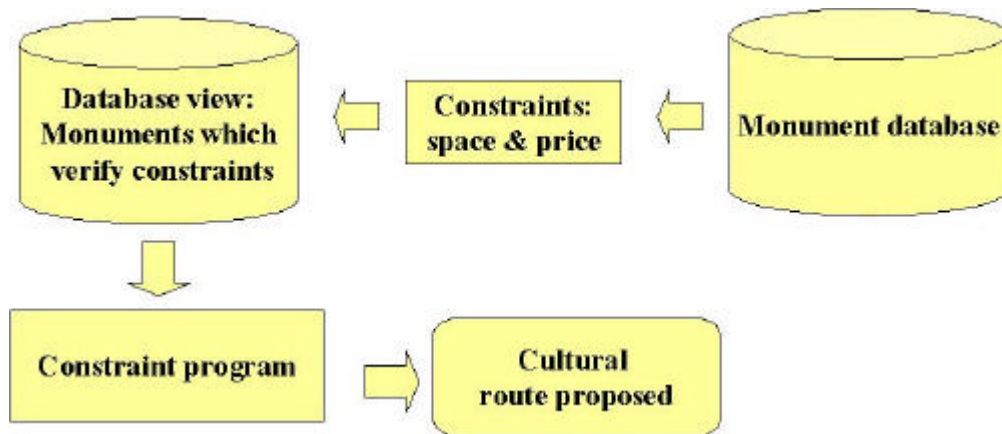 Database view:
Monuments which
verify constraints
Constraints:
space & price
Monument database
Constraint program
Cultural
route proposed